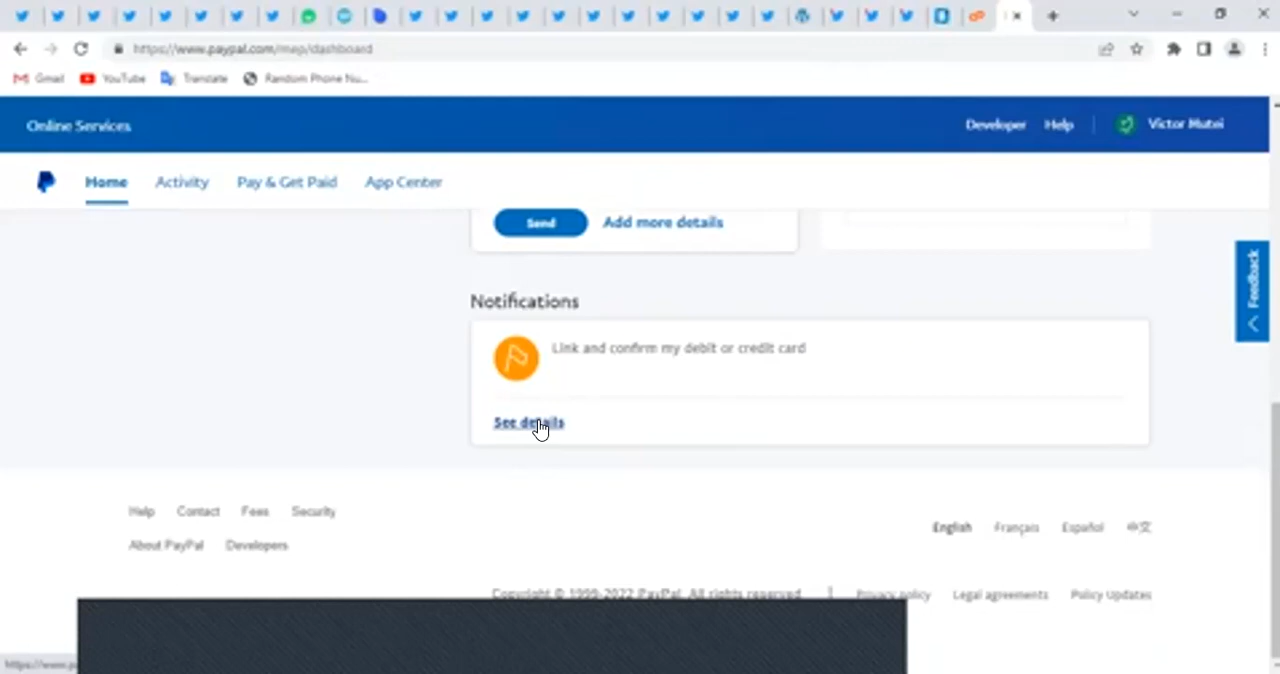 https://www.paypal.com/mep/dashboard
Gmail YouTube Translate Random Phone Nu...
Online Services Developer Help Victor Mutei
Home Activity Pay & Get Paid App Center
Send Add more details
Feedback
Notifications
Link and confirm my debit or credit card
See details
Help Contact Fees Security
English Français Español 中文
About PayPal Developers
Copyright © 1999-2022 PayPal. All rights reserved. | Privacy policy Legal agreements Policy updates